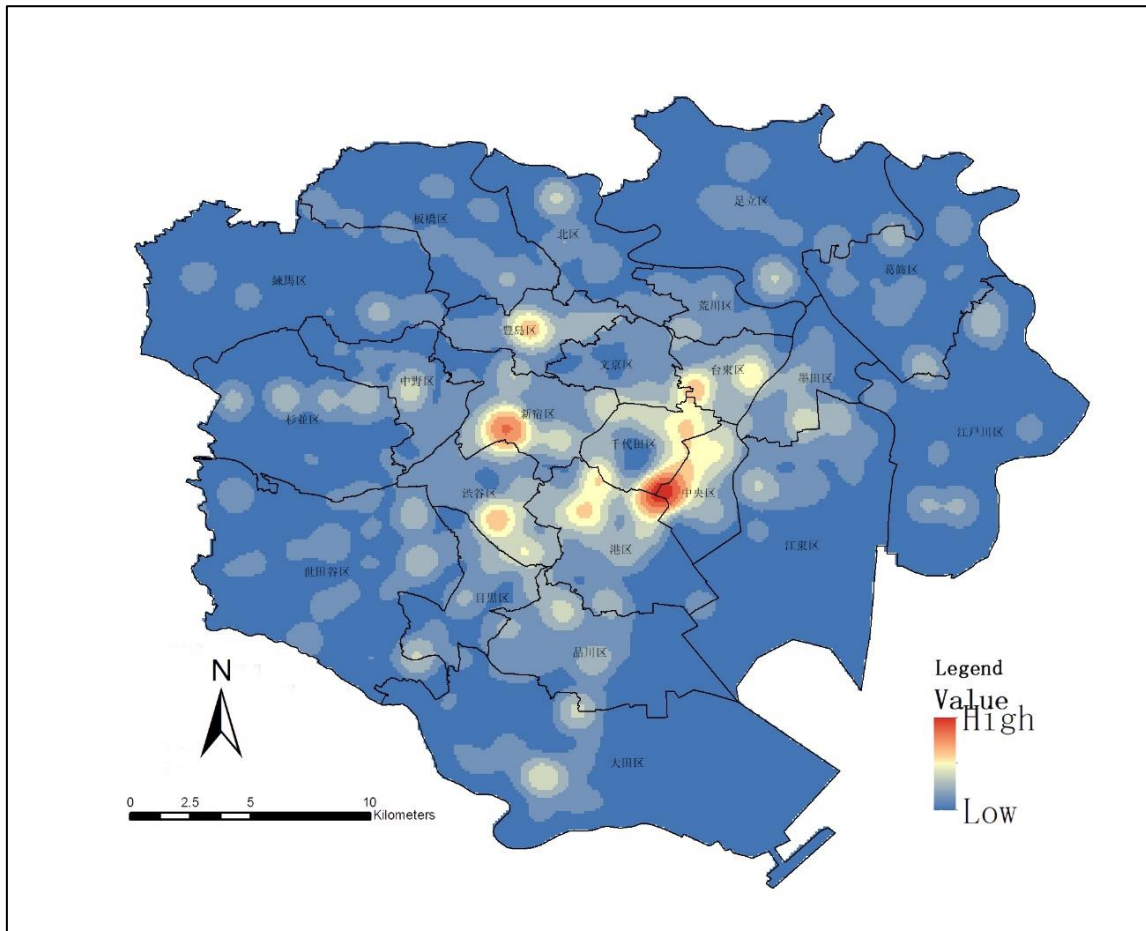 足立区
板橋区
北区
葛飾区
練馬区
荒川区
豊島区
文京区
台東区
墨田区
中野区
新宿区
杉並区
江戸川区
千代田区
渋谷区
中央区
港区
江東区
世田谷区
目黒区
品川区
大田区
N
0 2.5 5 10
Kilometers
Legend
Value
High
Low